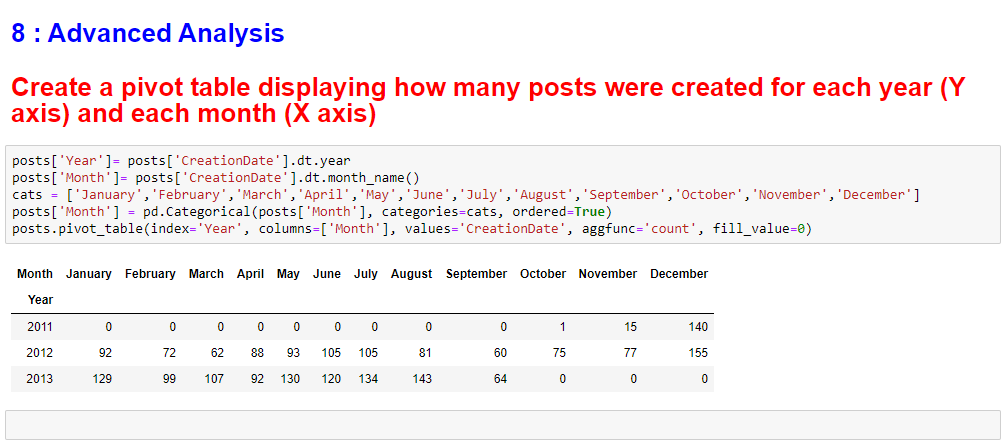 8 : Advanced Analysis
Create a pivot table displaying how many posts were created for each year (Y
axis) and each month (X axis)
posts['Year']= posts['CreationDate'].dt.year
posts['Month']= posts['CreationDate'].dt.month_name()
cats = ['January','February','March','April','May','June','July','August','September','October','November','December']
posts['Month'] = pd.Categorical(posts['Month'], categories=cats, ordered=True)
posts.pivot_table(index='Year', columns=['Month'], values='CreationDate', aggfunc='count', fill_value=0)
Month January February March April May June July August September October November December
Year
2011 0 0 0 0 0 0 0 0 0 1 15 140
2012 92 72 62 88 93 105 105 81 60 75 77 155
2013 129 99 107 92 130 120 134 143 64 0 0 0